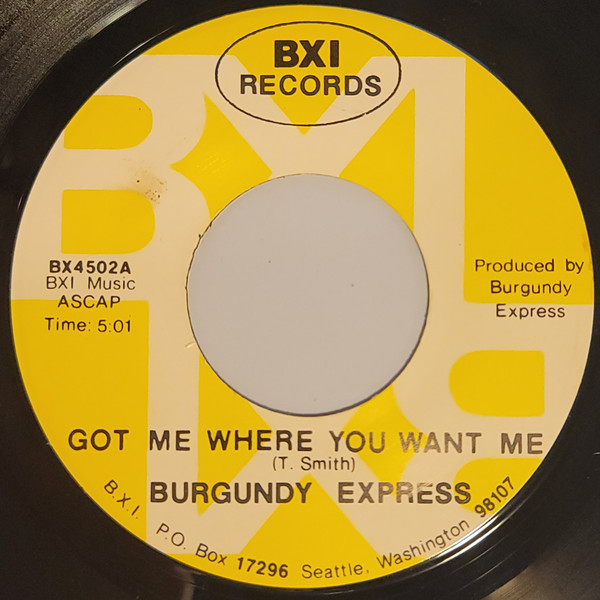 BXI
RECORDS
BX4502A
BXI Music
ASCAP
Time: 5:01
Produced by
Burgundy
Express
GOT ME WHERE YOU WANT ME
(T. Smith)
BURGUNDY EXPRESS
B.X.I. P.O. Box 17296 Seattle, Washington 98107